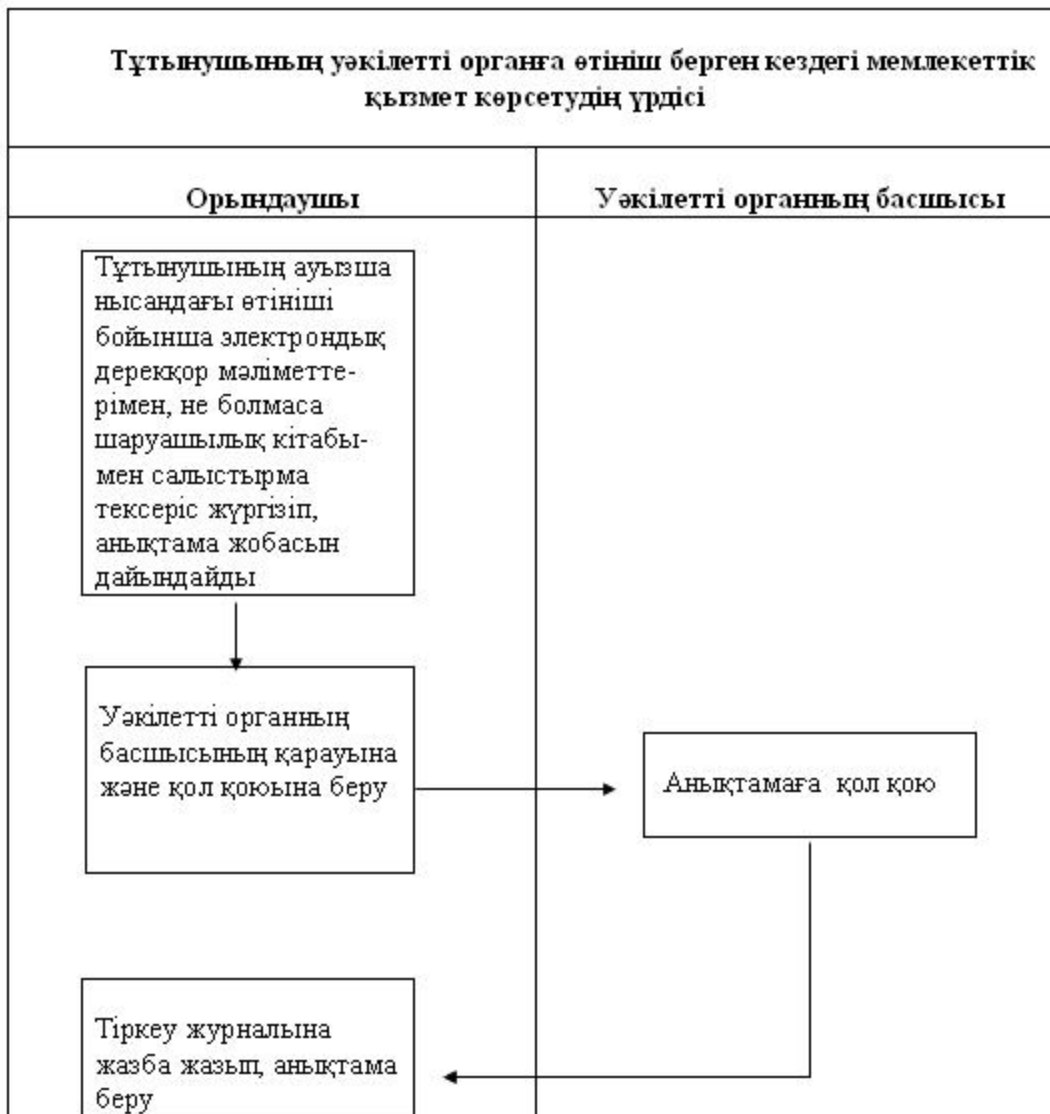 Тұтынушының уәкілетті органға өтініш берген кездегі мемлекеттік
қызмет көрсетудің үрдісі
Орындаушы
Уәкілетті органның басшысы
Тұтынушының ауызша
нысандағы өтініші
бойынша электрондық
дерекқор мәліметте-
рімен, не болмаса
шаруашылық кітабы-
мен салыстырма
тексеріс жүргізіп,
анықтама жобасын
дайындайды
Уәкілетті органның
басшысының қарауына
және қол қоюына беру
Анықтамаға қол қою
Тіркеу журналына
жазба жазып, анықтама
беру